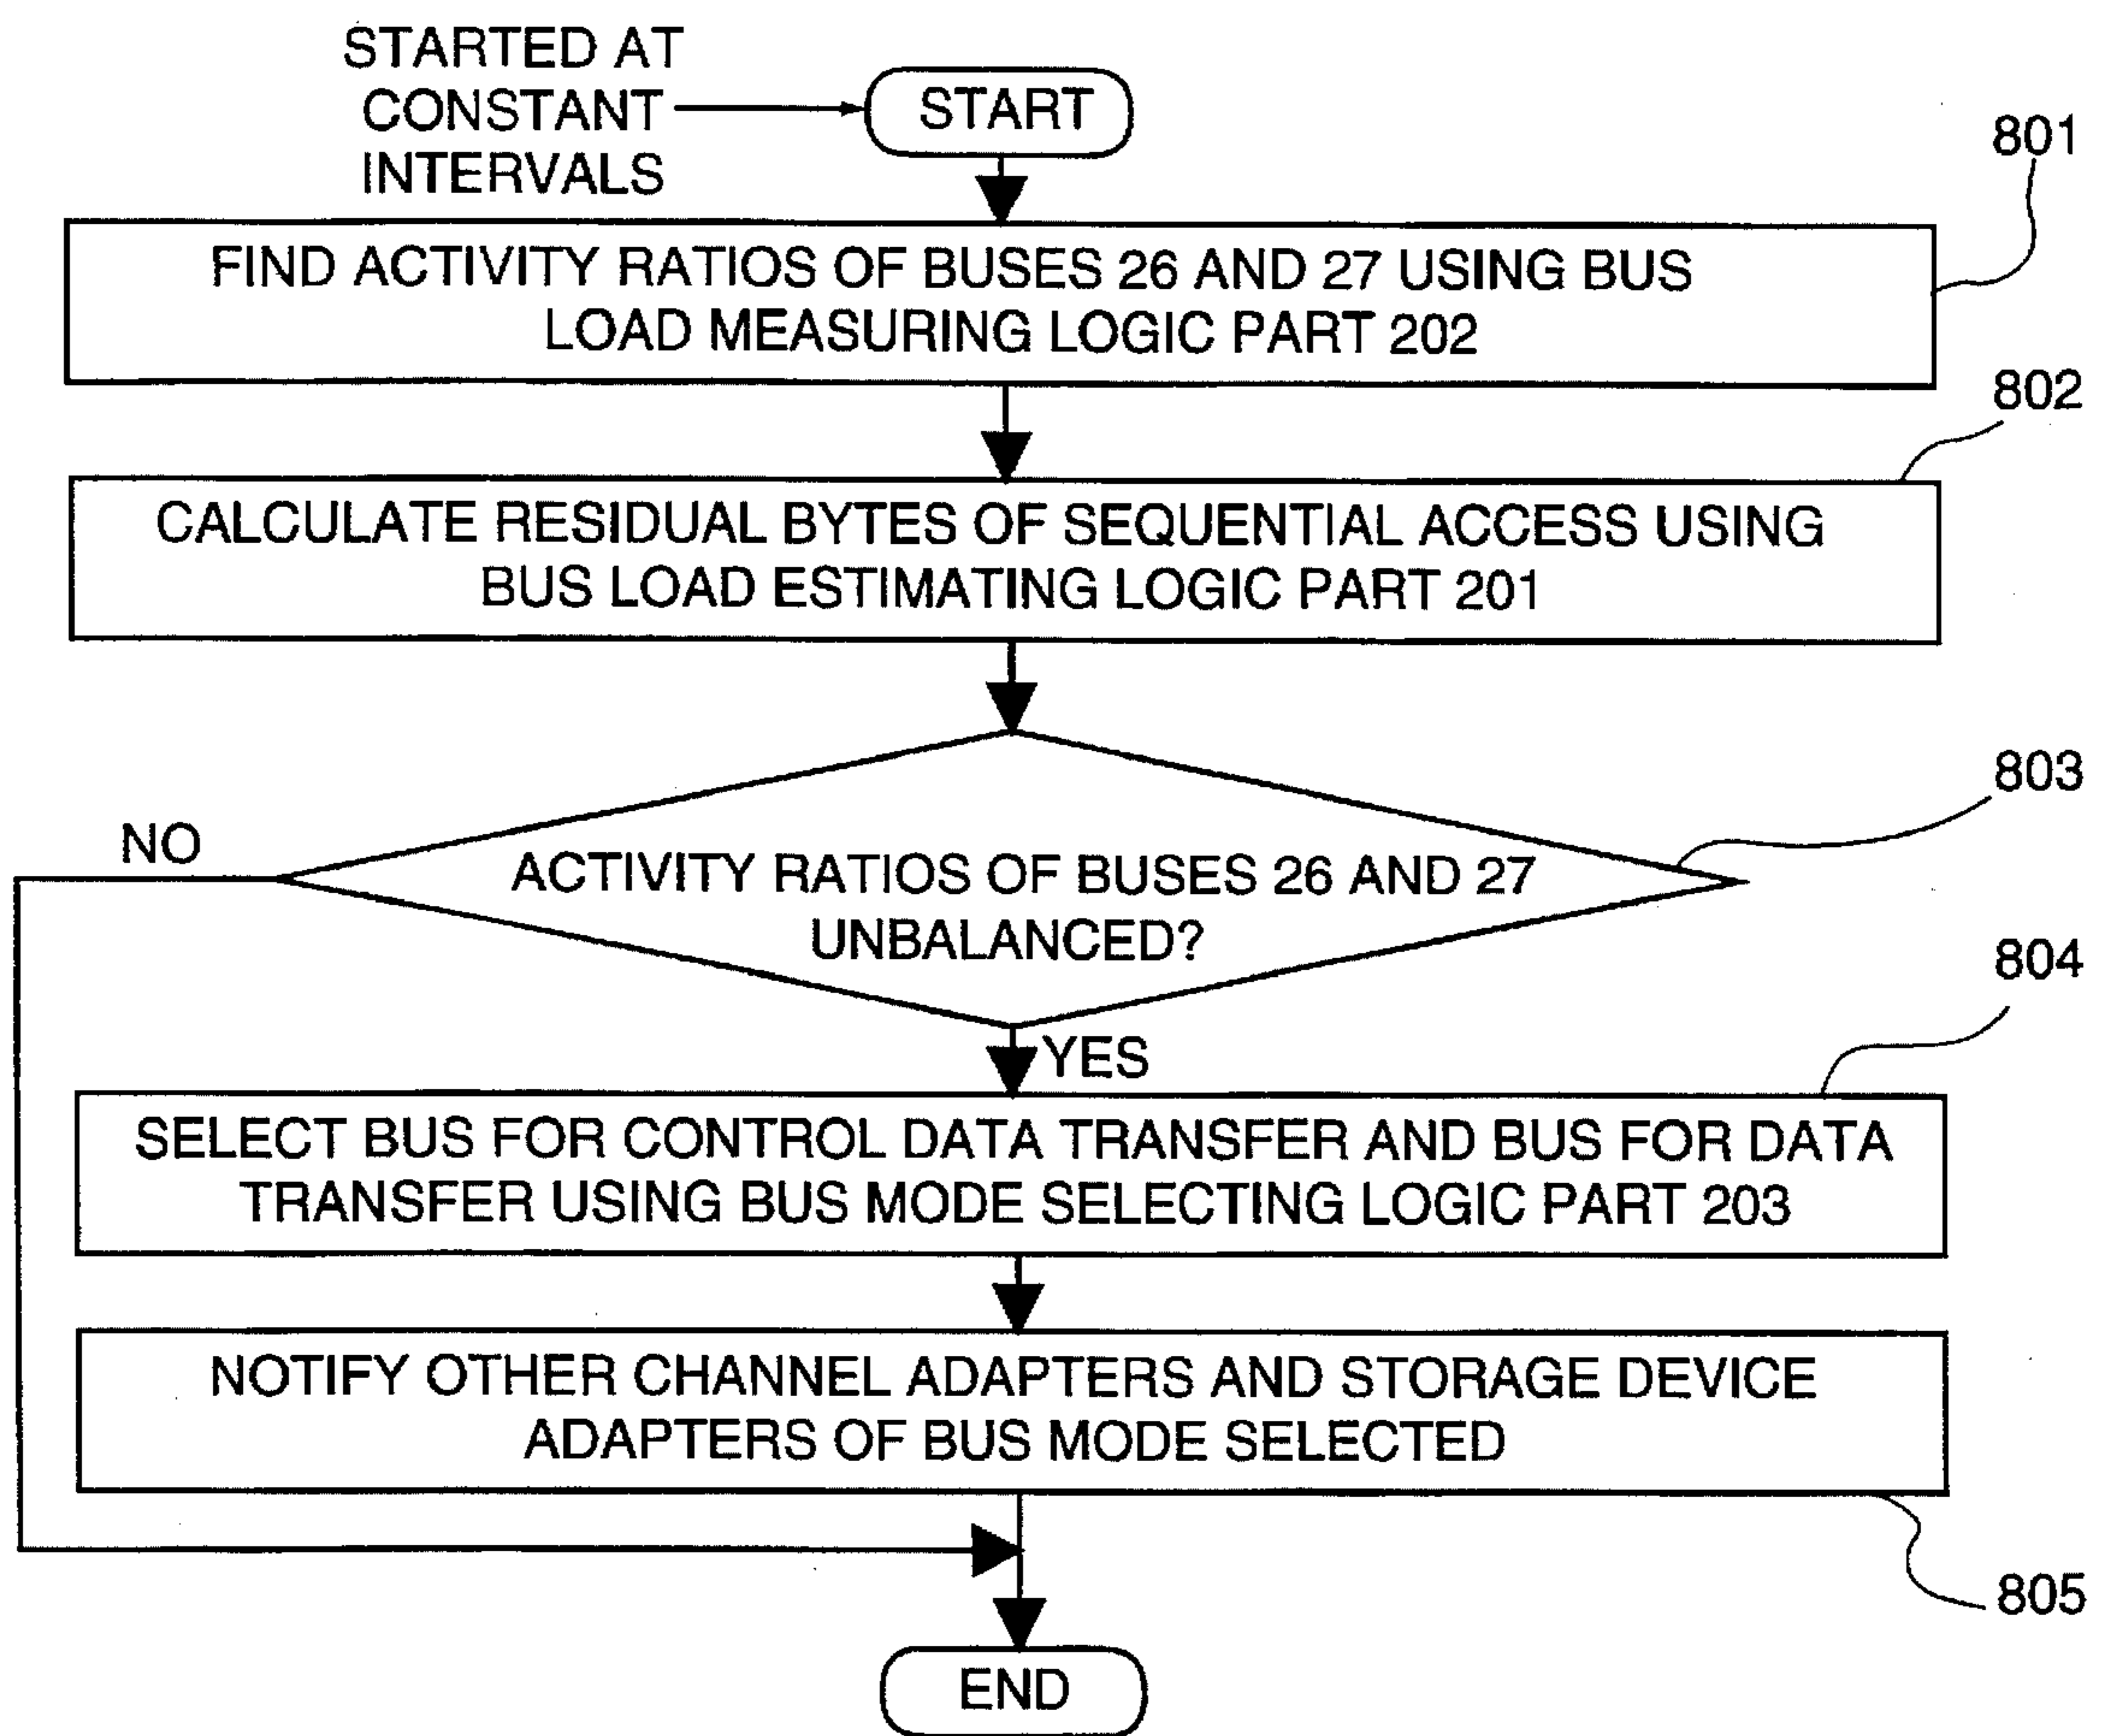 STARTED AT
CONSTANT
INTERVALS
START
801
FIND ACTIVITY RATIOS OF BUSES 26 AND 27 USING BUS
LOAD MEASURING LOGIC PART 202
802
CALCULATE RESIDUAL BYTES OF SEQUENTIAL ACCESS USING
BUS LOAD ESTIMATING LOGIC PART 201
803
NO
ACTIVITY RATIOS OF BUSES 26 AND 27
UNBALANCED?
804
YES
SELECT BUS FOR CONTROL DATA TRANSFER AND BUS FOR DATA
TRANSFER USING BUS MODE SELECTING LOGIC PART 203
NOTIFY OTHER CHANNEL ADAPTERS AND STORAGE DEVICE
ADAPTERS OF BUS MODE SELECTED
805
END